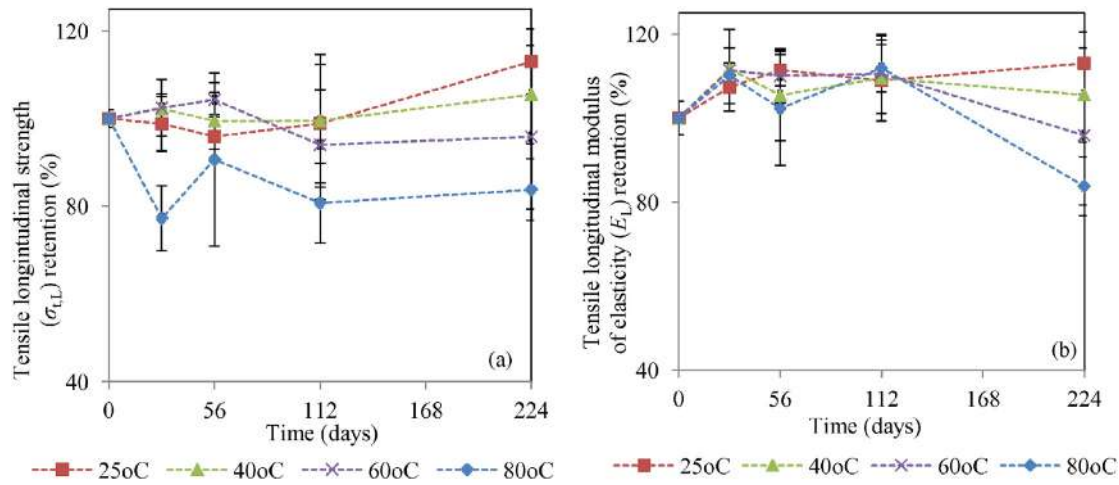 120
80
40
0
56
112
168
224
Time (days)
Tensile longintudinal strength
(σt,L) retention (%)
(a)
25oC
40oC
60oC
80oC
120
80
40
0
56
112
168
224
Time (days)
Tensile longitudinal modulus
of elasticity (EL) retention (%)
(b)
25oC
40oC
60oC
80oC